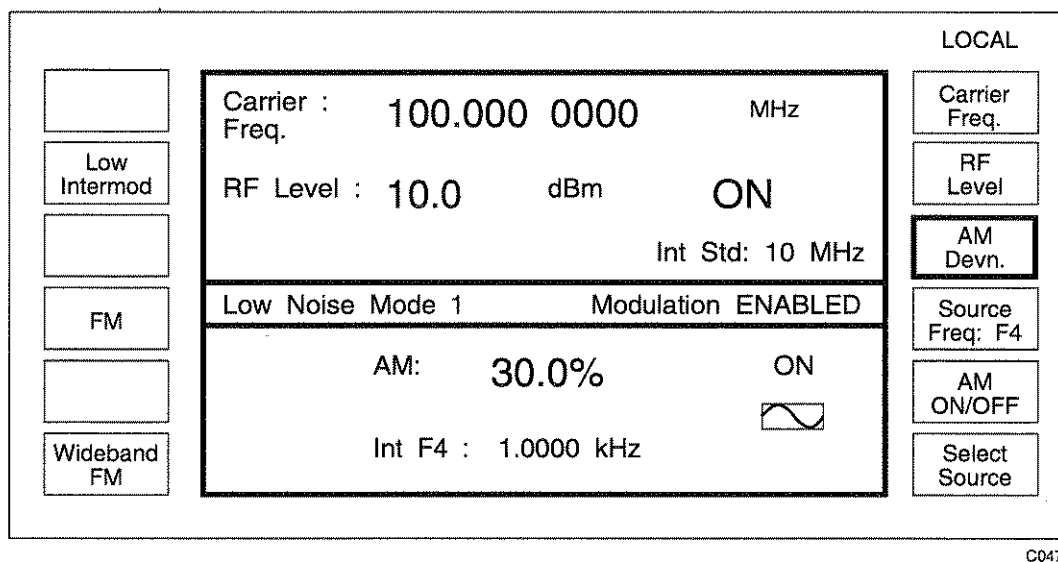 LOCAL
Low
Intermod
FM
Wideband
FM
Carrier :
Freq.
100.000 0000 MHz
RF Level : 10.0 dBm ON
Int Std: 10 MHz
Low Noise Mode 1 Modulation ENABLED
AM: 30.0% ON
Int F4 : 1.0000 kHz
Carrier
Freq.
RF
Level
AM
Devn.
Source
Freq: F4
AM
ON/OFF
Select
Source
C047